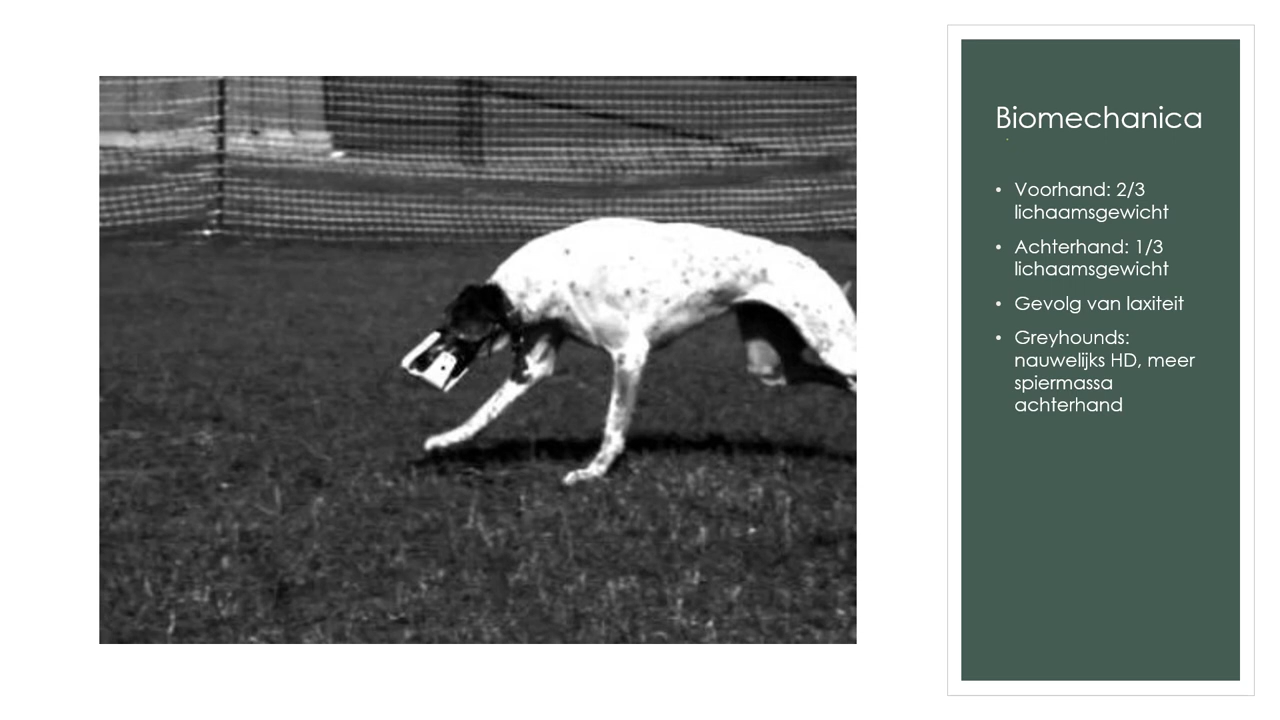 Biomechanica
• Voorhand: 2/3
lichaamsgewicht
• Achterhand: 1/3
lichaamsgewicht
• Gevolg van laxiteit
• Greyhounds:
nauwelijks HD, meer
spiermassa
achterhand